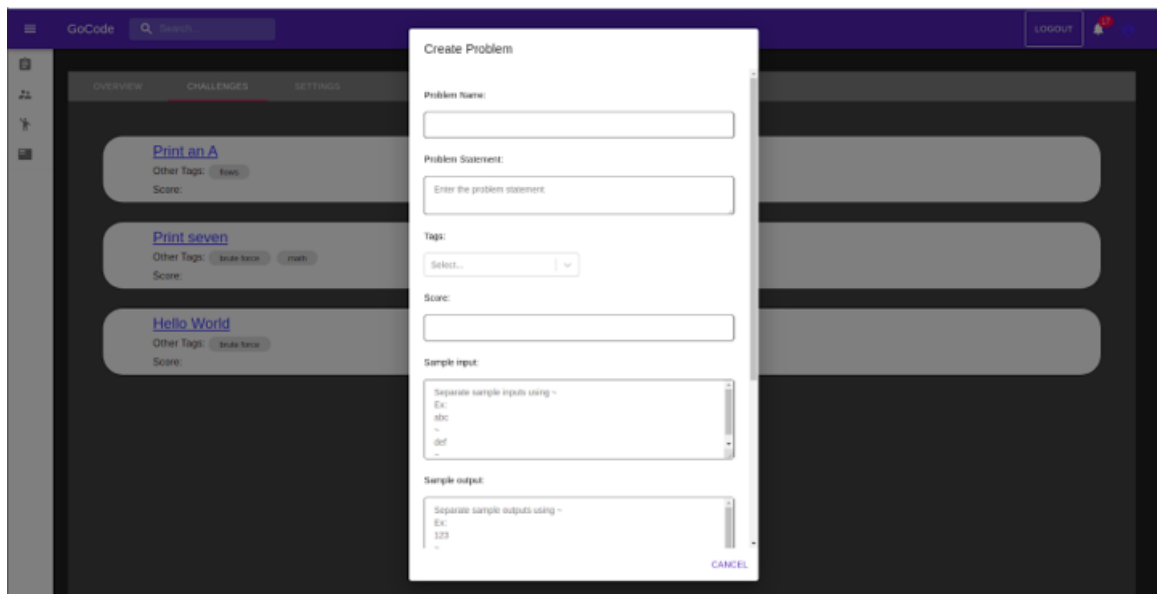 GoCode
Search...
LOGOUT
17
OVERVIEW CHALLENGES SETTINGS
Print an A
Other Tags: flows
Score:
Print seven
Other Tags: brute force math
Score:
Hello World
Other Tags: brute force
Score:
Create Problem
Problem Name:
Problem Statement:
Enter the problem statement
Tags:
Select...
Score:
Sample input:
Separate sample inputs using ~
Ex:
abc
~
def
~
Sample output:
Separate sample outputs using ~
Ex:
123
~
CANCEL